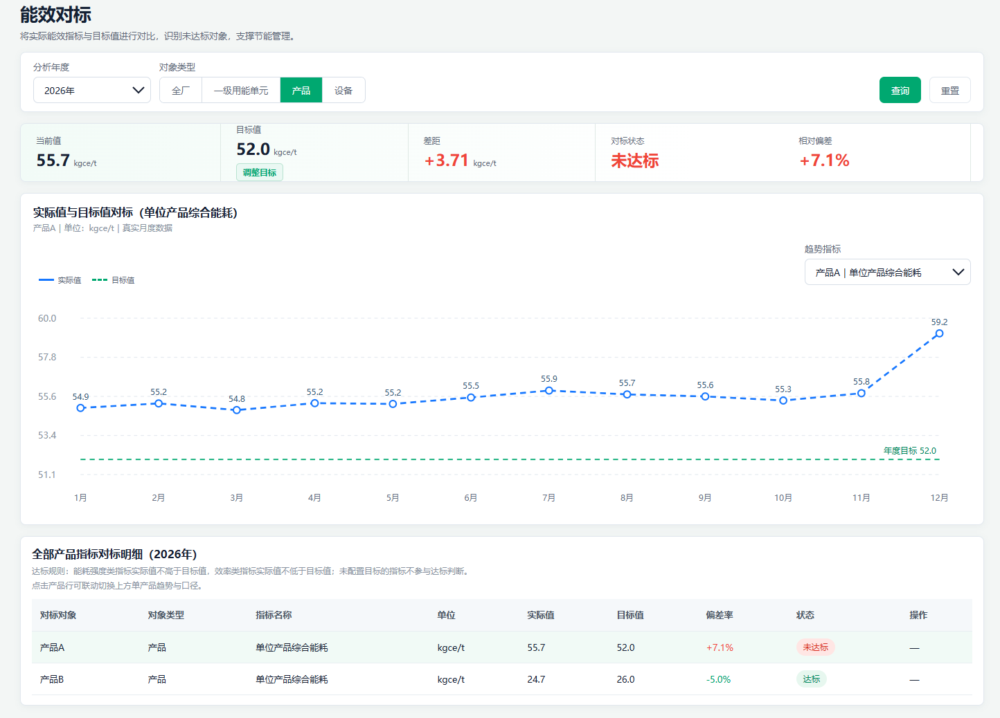 能效对标
将实际能效指标与目标值进行对比，识别未达标对象，支撑节能管理。
分析年度
对象类型
2026年
全厂
一级用能单元
产品
设备
查询
重置
当前值
55.7 kgce/t
目标值
52.0 kgce/t
调整目标
差距
+3.71 kgce/t
对标状态
未达标
相对偏差
+7.1%
实际值与目标值对标（单位产品综合能耗）
产品A | 单位：kgce/t | 真实月度数据
趋势指标
产品A | 单位产品综合能耗
实际值
目标值
60.0
57.8
55.6
53.4
51.1
54.9
55.2
54.8
55.2
55.2
55.5
55.9
55.7
55.6
55.3
55.8
59.2
年度目标 52.0
1月
2月
3月
4月
5月
6月
7月
8月
9月
10月
11月
12月
全部产品指标对标明细（2026年）
达标规则：能耗强度类指标实际值不高于目标值，效率类指标实际值不低于目标值；未配置目标的指标不参与达标判断。
点击产品行可联动切换上方单产品趋势与口径。
对标对象 对象类型 指标名称 单位 实际值 目标值 偏差率 状态 操作
产品A 产品 单位产品综合能耗 kgce/t 55.7 52.0 +7.1% 未达标 —
产品B 产品 单位产品综合能耗 kgce/t 24.7 26.0 -5.0% 达标 —